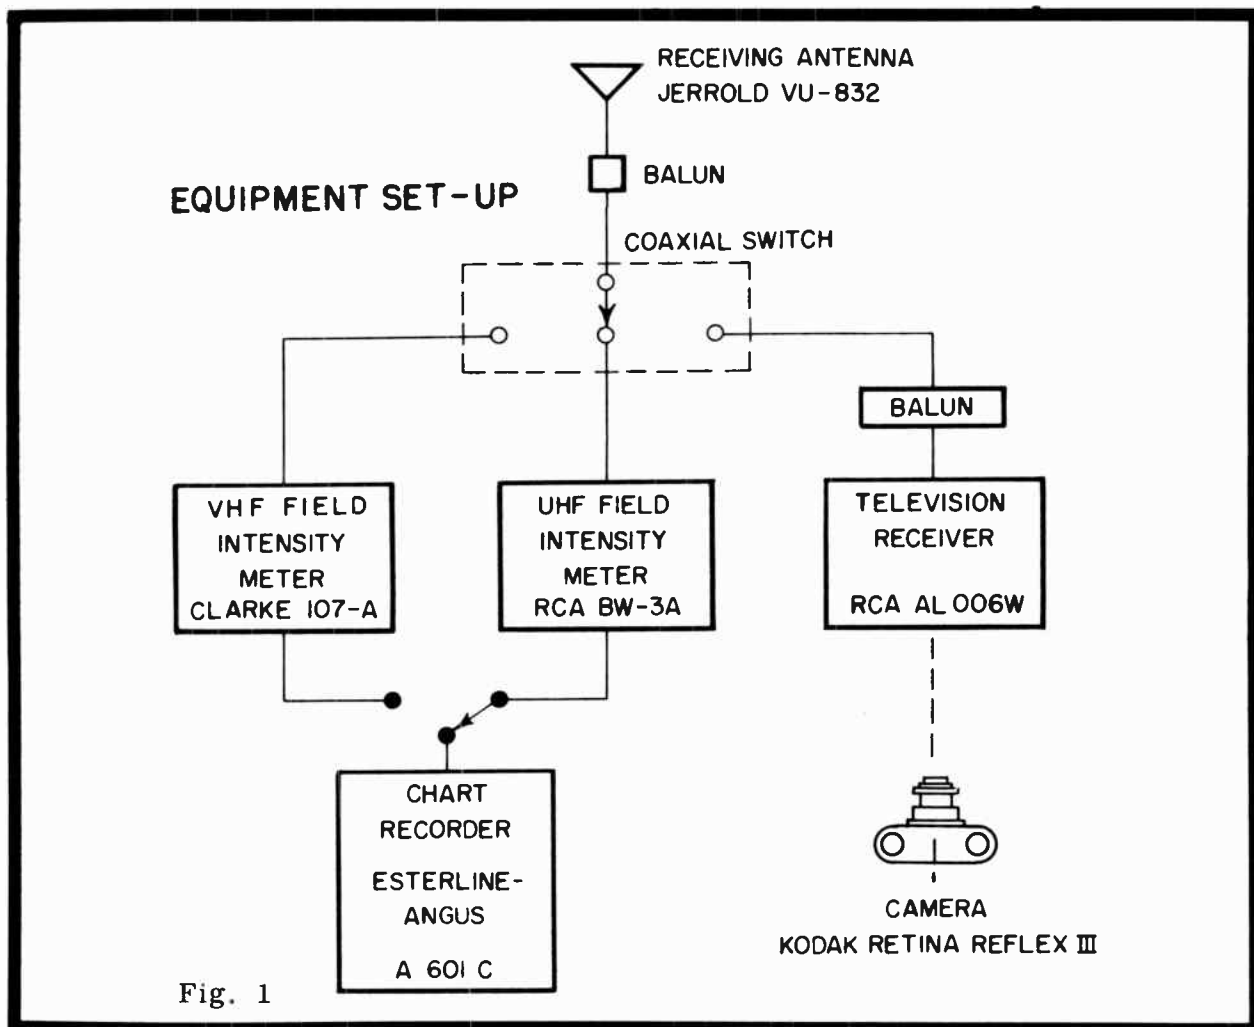 RECEIVING ANTENNA
JERROLD VU-832
BALUN
EQUIPMENT SET-UP
COAXIAL SWITCH
BALUN
VHF FIELD
INTENSITY
METER
CLARKE 107-A
UHF FIELD
INTENSITY
METER
RCA BW-3A
TELEVISION
RECEIVER
RCA AL 006W
CHART
RECORDER
ESTERLINE-
ANGUS
A 601 C
CAMERA
KODAK RETINA REFLEX III
Fig. 1